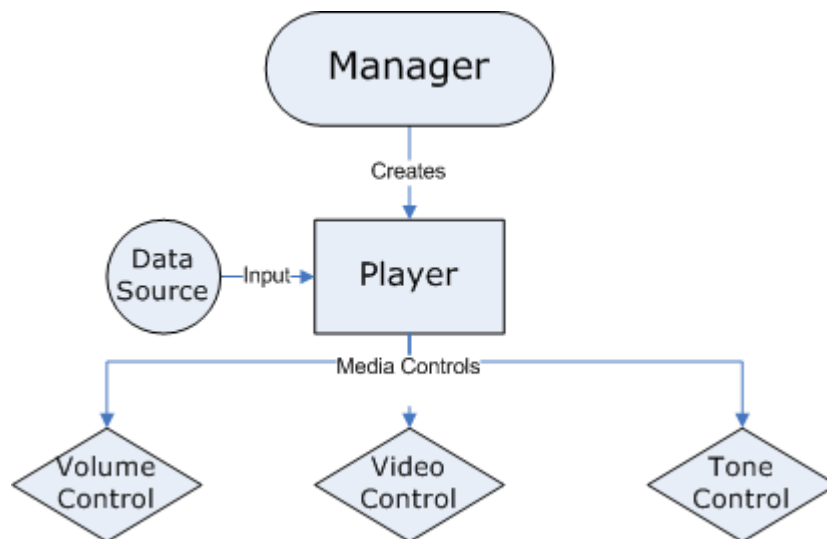 Manager
Creates
Data
Source
Input
Player
Media Controls
Volume
Control
Video
Control
Tone
Control